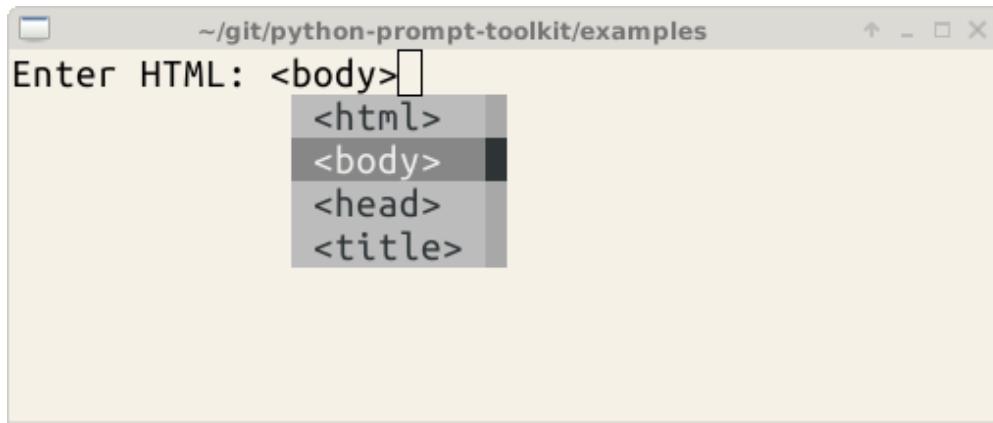 ~/git/python-prompt-toolkit/examples
Enter HTML: <body>
<html>
<body>
<head>
<title>